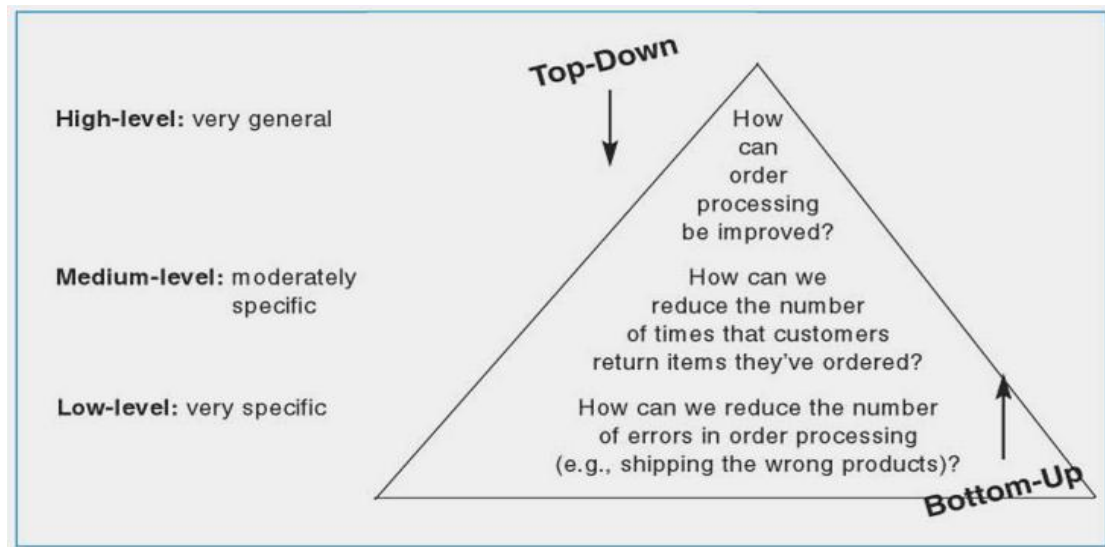 Top-Down
High-level: very general
How
can
order
processing
be improved?
Medium-level: moderately
specific
How can we
reduce the number
of times that customers
return items they've ordered?
Low-level: very specific
How can we reduce the number
of errors in order processing
(e.g., shipping the wrong products)?
Bottom-Up